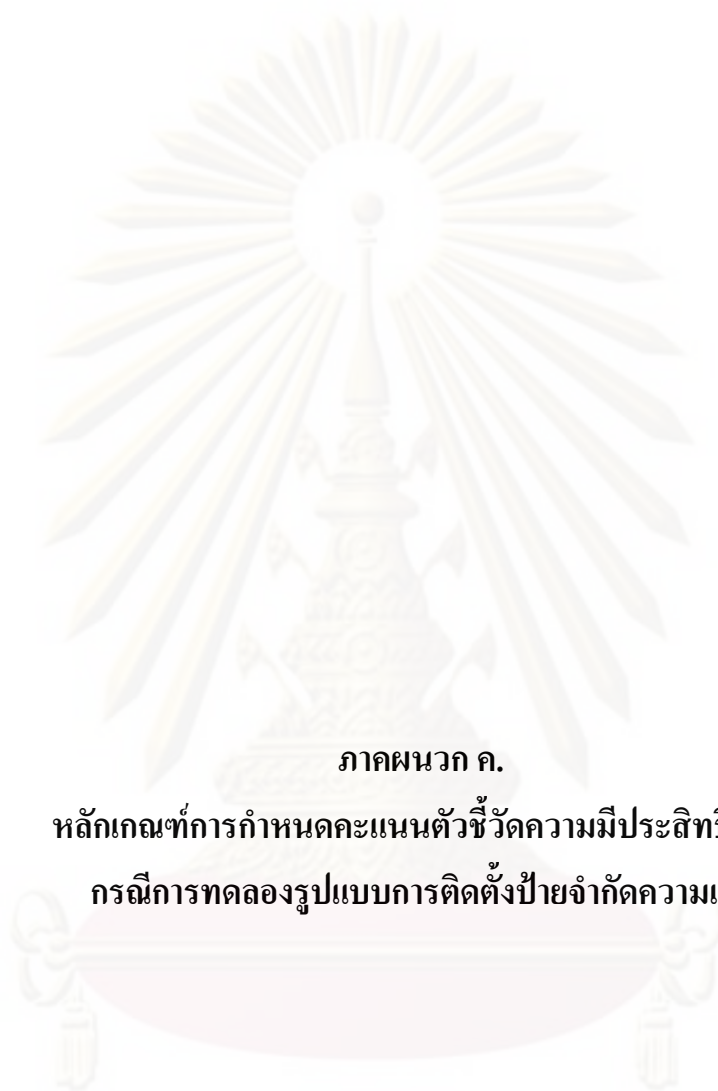 ภาคผนวก ค.
หลักเกณฑ์การกำหนดคะแนนตัวชี้วัดความมีประสิทธิ
กรณีการทดลองรูปแบบการติดตั้งป้ายจำกัดความเ